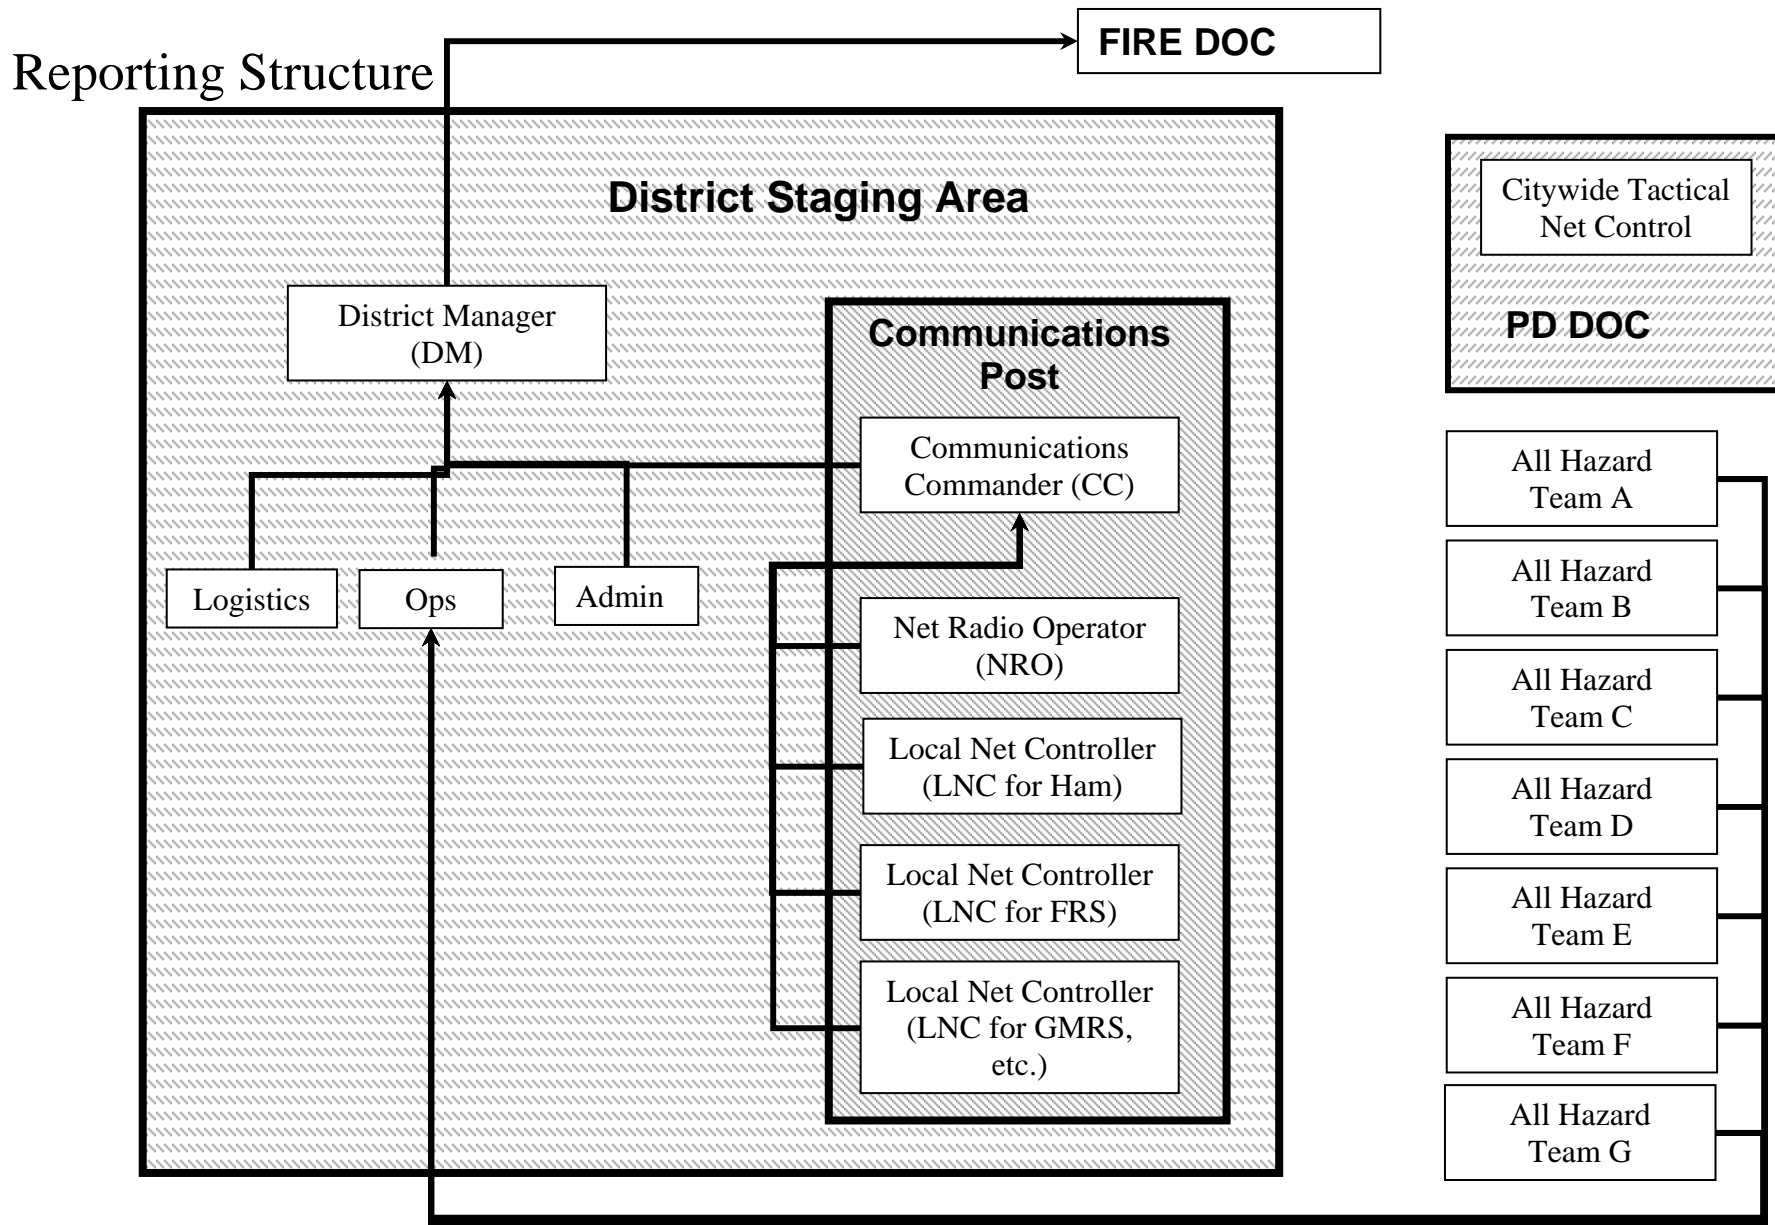 FIRE DOC
Reporting Structure
District Staging Area
District Manager
(DM)
Communications
Post
Communications
Commander (CC)
Logistics
Ops
Admin
Net Radio Operator
(NRO)
Local Net Controller
(LNC for Ham)
Local Net Controller
(LNC for FRS)
Local Net Controller
(LNC for GMRS,
etc.)
Citywide Tactical
Net Control
PD DOC
All Hazard
Team A
All Hazard
Team B
All Hazard
Team C
All Hazard
Team D
All Hazard
Team E
All Hazard
Team F
All Hazard
Team G